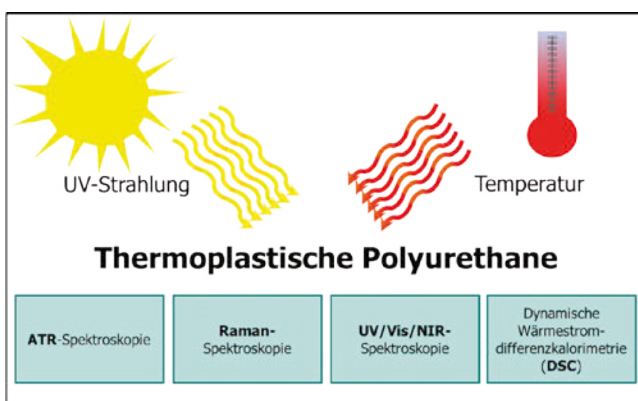 UV-Strahlung
Temperatur
Thermoplastische Polyurethane
ATR-Spektroskopie
Raman-
Spektroskopie
UV/Vis/NIR-
Spektroskopie
Dynamische
Wärmestrom-
differenzkalorimetrie
(DSC)